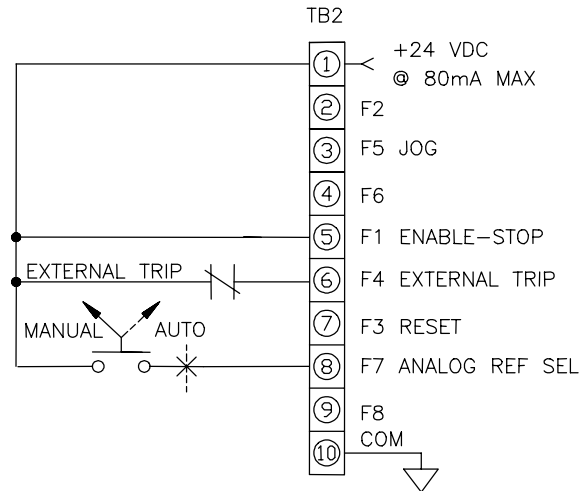 TB2
1 +24 VDC
@ 80mA MAX
2 F2
3 F5 JOG
4 F6
5 F1 ENABLE-STOP
EXTERNAL TRIP 6 F4 EXTERNAL TRIP
MANUAL AUTO 7 F3 RESET
8 F7 ANALOG REF SEL
9 F8
10 COM